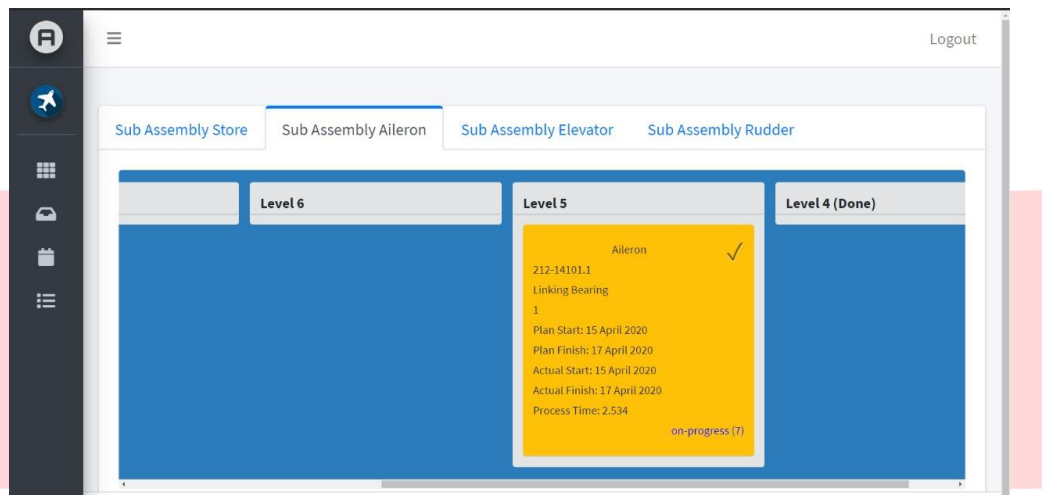 A
Logout
Sub Assembly Store
Sub Assembly Aileron
Sub Assembly Elevator
Sub Assembly Rudder
Level 6
Level 5
Level 4 (Done)
Aileron
212-14101.1
Linking Bearing
1
Plan Start: 15 April 2020
Plan Finish: 17 April 2020
Actual Start: 15 April 2020
Actual Finish: 17 April 2020
Process Time: 2.534
on-progress (7)